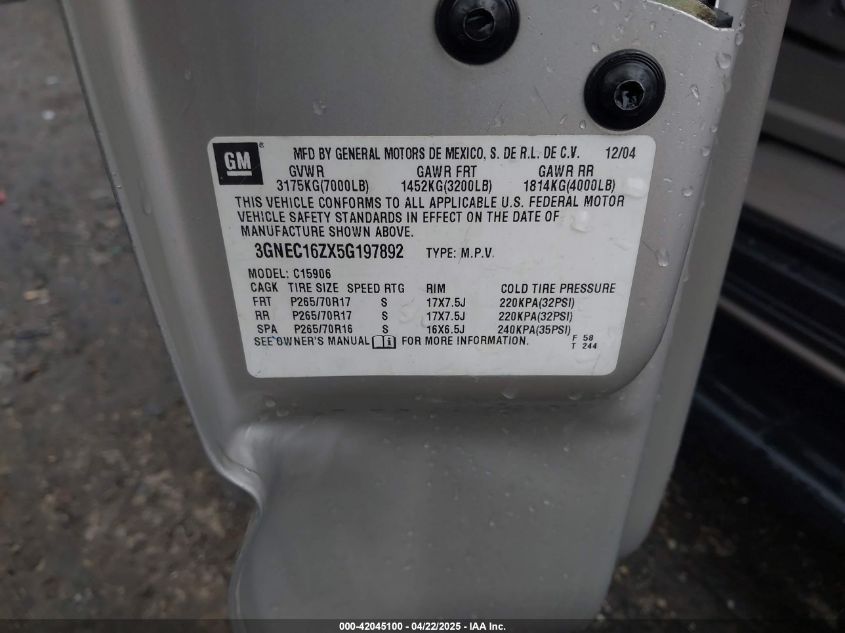 GM
MFD BY GENERAL MOTORS DE MEXICO, S. DE R.L. DE C.V. 12/04
GVWR GAWR FRT GAWR RR
3175KG(7000LB) 1452KG(3200LB) 1814KG(4000LB)
THIS VEHICLE CONFORMS TO ALL APPLICABLE U.S. FEDERAL MOTOR
VEHICLE SAFETY STANDARDS IN EFFECT ON THE DATE OF
MANUFACTURE SHOWN ABOVE.
3GNEC16ZX5G197892 TYPE: M.P.V.
MODEL: C15906
CAGK TIRE SIZE SPEED RTG RIM COLD TIRE PRESSURE
FRT P265/70R17 S 17X7.5J 220KPA(32PSI)
RR P265/70R17 S 17X7.5J 220KPA(32PSI)
SPA P265/70R16 S 16X6.5J 240KPA(35PSI)
SEE OWNER'S MANUAL i FOR MORE INFORMATION.
F 58
T 244
000-42045100 - 04/22/2025 - IAA Inc.